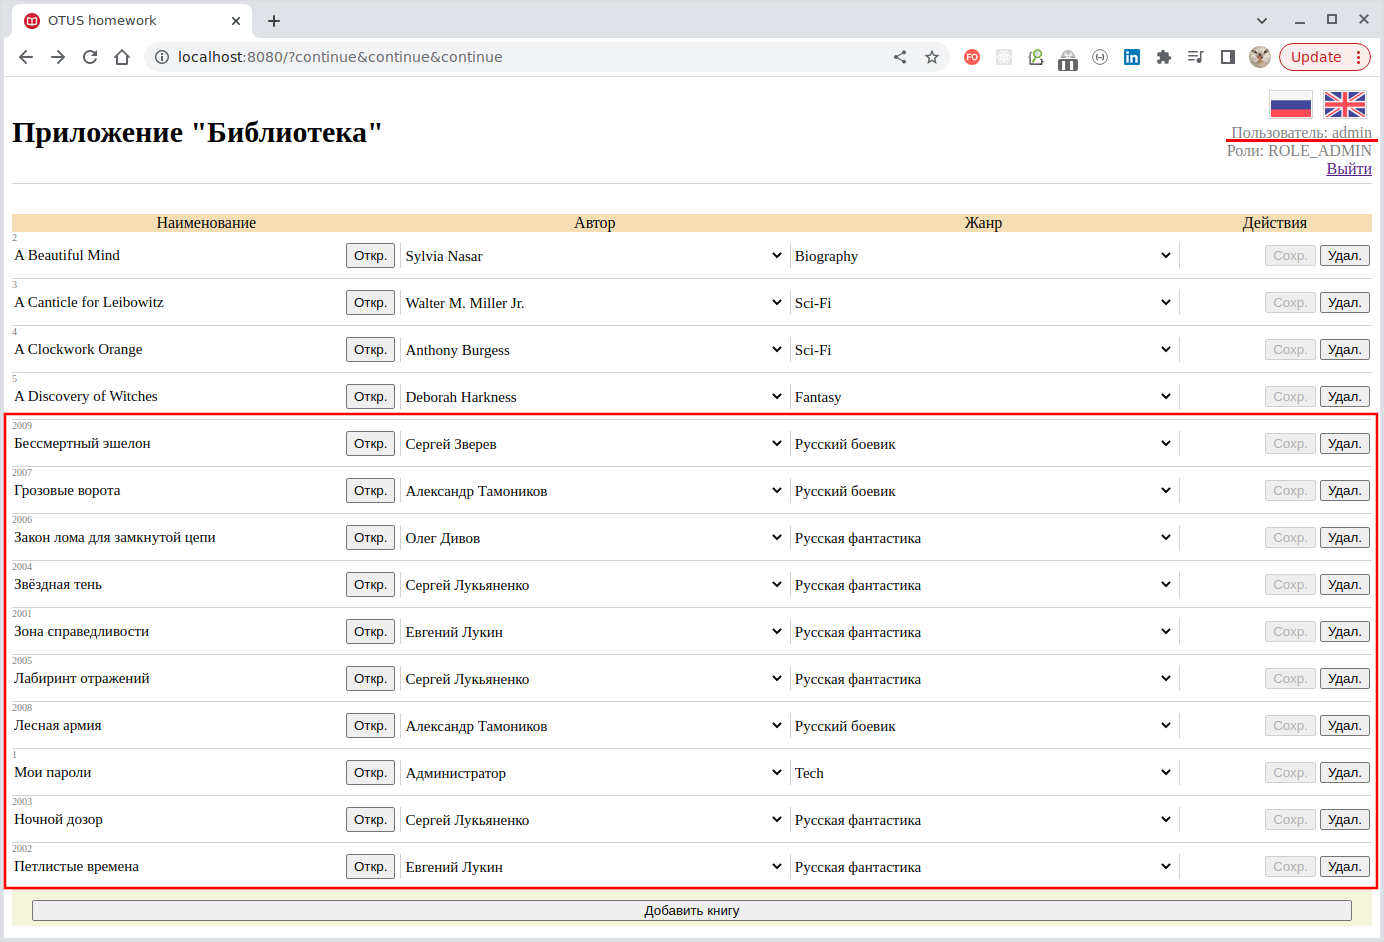 OTUS homework
localhost:8080/?continue&continue&continue
FO
in
Update
Приложение "Библиотека"
Пользователь: admin
Роли: ROLE_ADMIN
Выйти
Наименование Автор Жанр Действия
2
A Beautiful Mind Откр. Sylvia Nasar Biography Сохр. Удал.
3
A Canticle for Leibowitz Откр. Walter M. Miller Jr. Sci-Fi Сохр. Удал.
4
A Clockwork Orange Откр. Anthony Burgess Sci-Fi Сохр. Удал.
5
A Discovery of Witches Откр. Deborah Harkness Fantasy Сохр. Удал.
2009
Бессмертный эшелон Откр. Сергей Зверев Русский боевик Сохр. Удал.
2007
Грозовые ворота Откр. Александр Тамоников Русский боевик Сохр. Удал.
2006
Закон лома для замкнутой цепи Откр. Олег Дивов Русская фантастика Сохр. Удал.
2004
Звёздная тень Откр. Сергей Лукьяненко Русская фантастика Сохр. Удал.
2001
Зона справедливости Откр. Евгений Лукин Русская фантастика Сохр. Удал.
2005
Лабиринт отражений Откр. Сергей Лукьяненко Русская фантастика Сохр. Удал.
2008
Лесная армия Откр. Александр Тамоников Русский боевик Сохр. Удал.
1
Мои пароли Откр. Администратор Tech Сохр. Удал.
2003
Ночной дозор Откр. Сергей Лукьяненко Русская фантастика Сохр. Удал.
2002
Петлистые времена Откр. Евгений Лукин Русская фантастика Сохр. Удал.
Добавить книгу